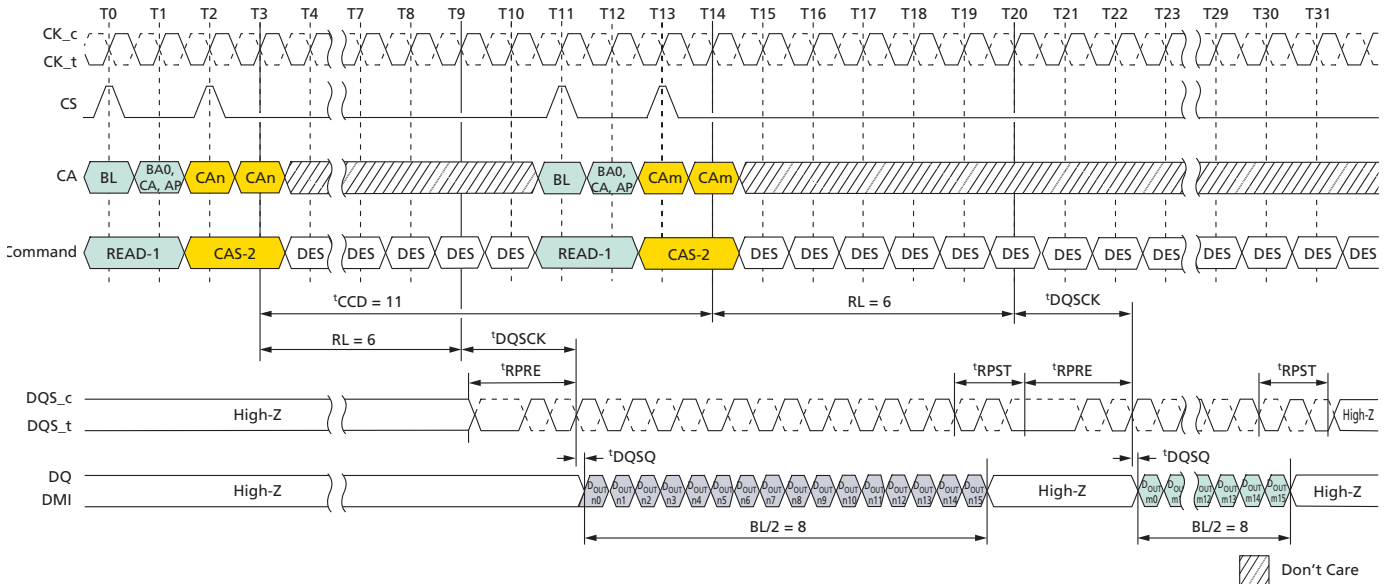 T0 T1 T2 T3 T4 T7 T8 T9 T10 T11 T12 T13 T14 T15 T16 T17 T18 T19 T20 T21 T22 T23 T29 T30 T31
CK_c
CK_t
CS
CA BL BA0, CA, AP CAn CAn BL BA0, CA, AP CAm CAm
Command READ-1 CAS-2 DES DES DES DES DES READ-1 CAS-2 DES DES DES DES DES DES DES DES DES DES DES DES DES
tCCD = 11 RL = 6 tDQSCK
RL = 6 tDQSCK
tRPRE tRPST tRPRE tRPST
DQS_c
DQS_t High-Z High-Z
tDQSQ tDQSQ
DQ
DMI High-Z DOUT n0 DOUT n1 DOUT n2 DOUT n3 DOUT n4 DOUT n5 DOUT n6 DOUT n7 DOUT n8 DOUT n9 DOUT n10 DOUT n11 DOUT n12 DOUT n13 DOUT n14 DOUT n15 High-Z DOUT m0 DOUT m1 DOUT m12 DOUT m13 DOUT m14 DOUT m15 High-Z
BL/2 = 8 BL/2 = 8
Don't Care